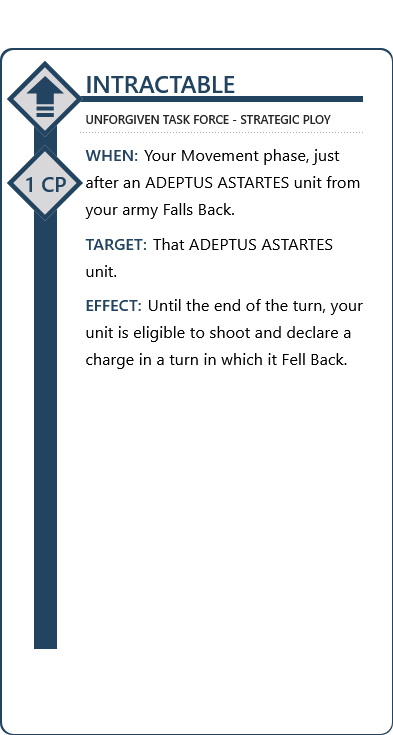 INTRACTABLE
UNFORGIVEN TASK FORCE - STRATEGIC PLOY
1 CP
WHEN: Your Movement phase, just
after an ADEPTUS ASTARTES unit from
your army Falls Back.
TARGET: That ADEPTUS ASTARTES
unit.
EFFECT: Until the end of the turn, your
unit is eligible to shoot and declare a
charge in a turn in which it Fell Back.